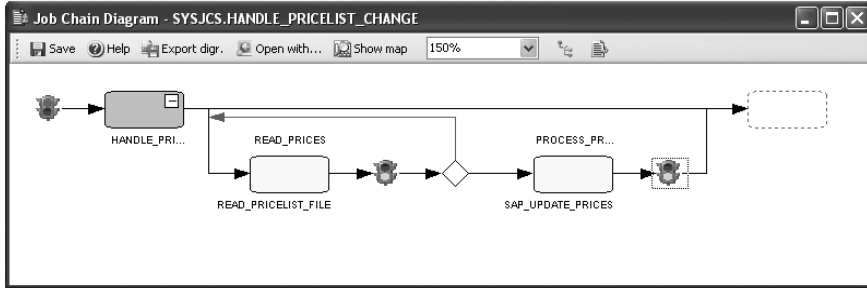 Job Chain Diagram - SYSJCS.HANDLE_PRICELIST_CHANGE
Save Help Export digr. Open with... Show map 150%
HANDLE_PRI... READ_PRICES PROCESS_PR...
READ_PRICELIST_FILE SAP_UPDATE_PRICES